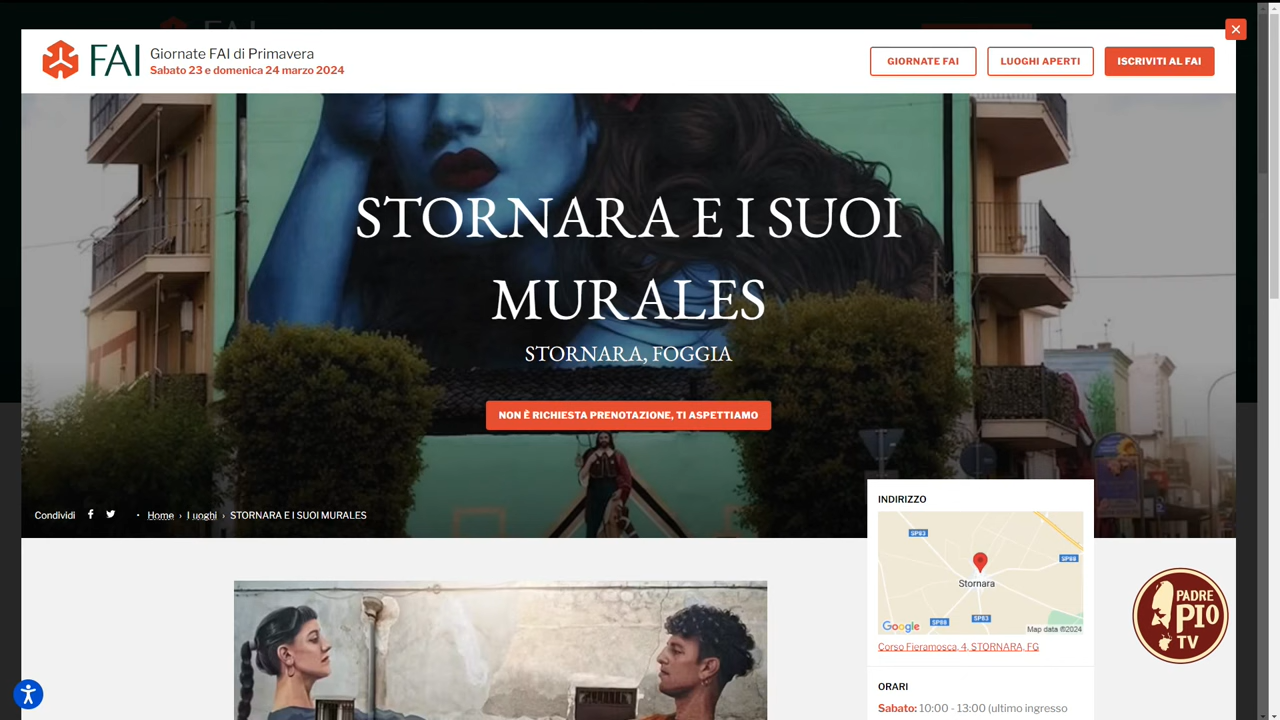 FAI
Giornate FAI di Primavera
Sabato 23 e domenica 24 marzo 2024
GIORNATE FAI
LUOGHI APERTI
ISCRIVITI AL FAI
STORNARA E I SUOI
MURALES
STORNARA, FOGGIA
NON È RICHIESTA PRENOTAZIONE, TI ASPETTIAMO
Condividi
Home › Luoghi › STORNARA E I SUOI MURALES
INDIRIZZO
SP83
SP88
Stornara
SP88
SP83
Google
Map data ©2024
Corso Fieramosca, 4, STORNARA, FG
PADRE
PIO
TV
ORARI
Sabato: 10:00 - 13:00 (ultimo ingresso